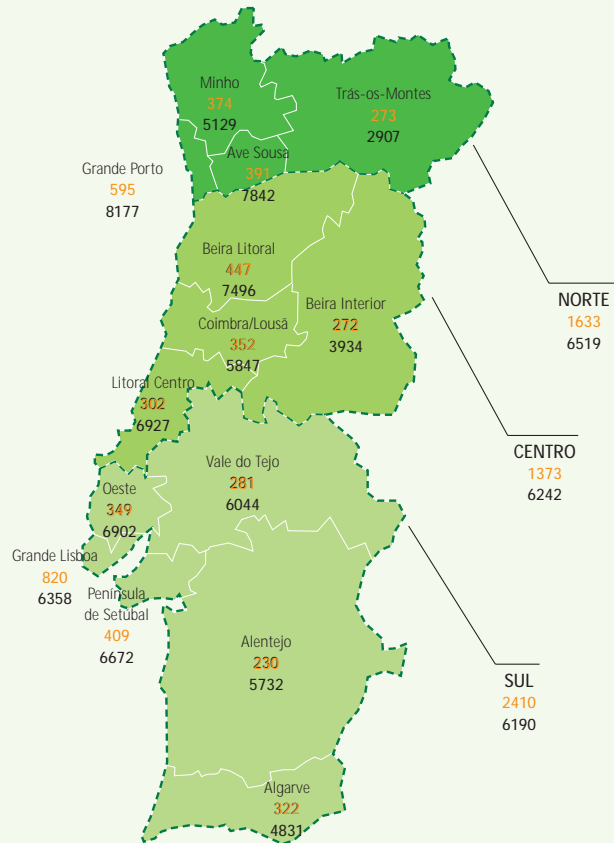 Minho
374
5129
Trás-os-Montes
273
2907
Ave Sousa
391
7842
Grande Porto
595
8177
Beira Litoral
447
7496
NORTE
1633
6519
Beira Interior
272
3934
Coimbra/Lousã
352
5847
Litoral Centro
302
6927
CENTRO
1373
6242
Vale do Tejo
281
6044
Oeste
349
6902
Grande Lisboa
820
6358
Península
de Setúbal
409
6672
Alentejo
230
5732
SUL
2410
6190
Algarve
322
4831